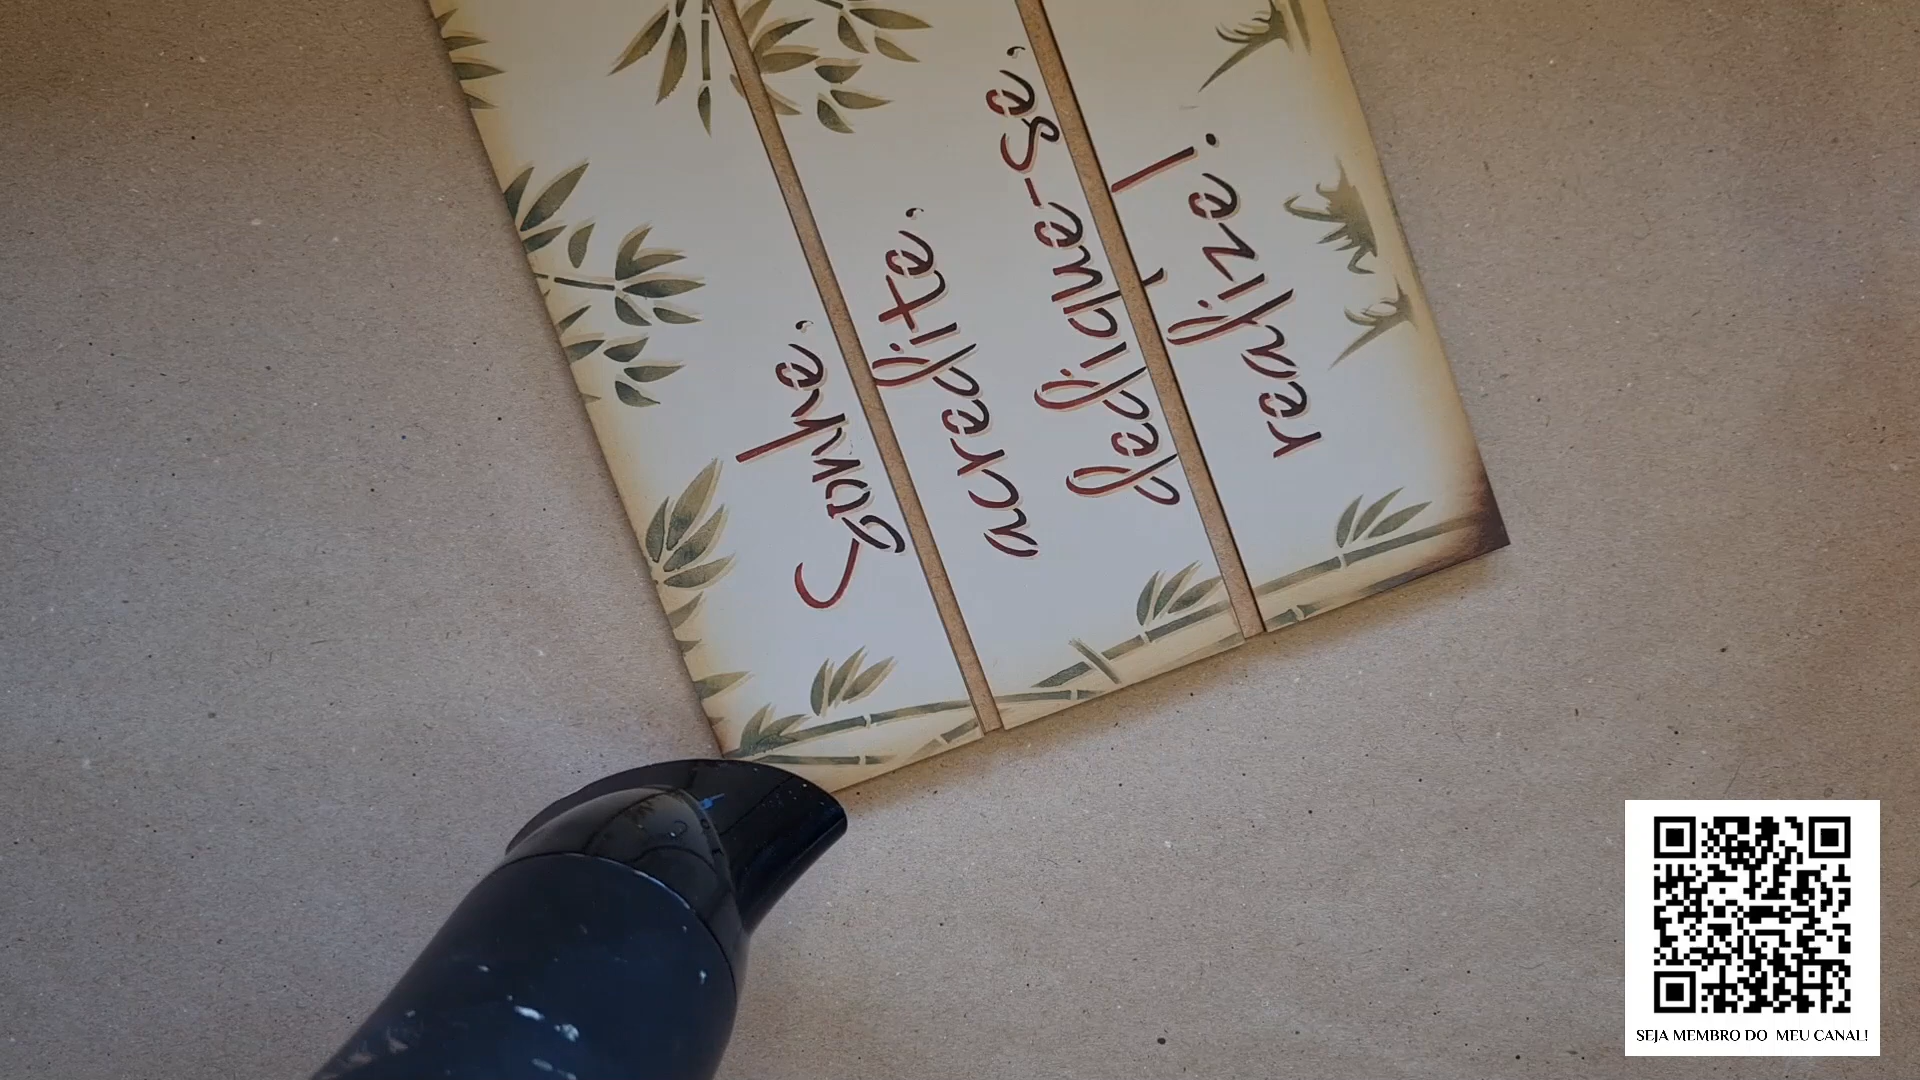 Sonhe,
acredite,
dedique-se,
realize!
SEJA MEMBRO DO MEU CANAL!